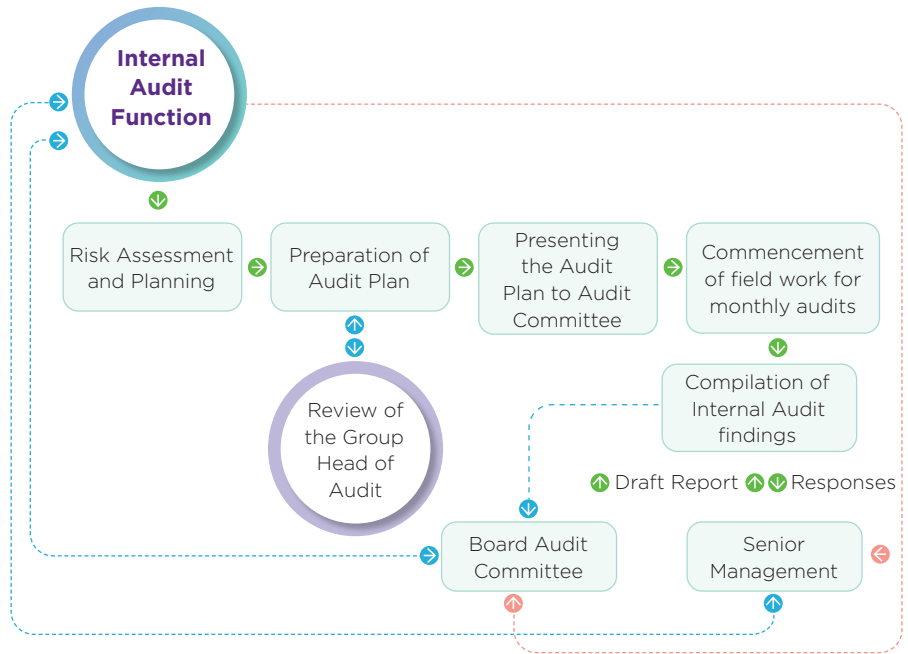 Internal
Audit
Function
Risk Assessment
and Planning
Preparation of
Audit Plan
Presenting
the Audit
Plan to Audit
Committee
Commencement
of field work for
monthly audits
Review of
the Group
Head of
Audit
Compilation of
Internal Audit
findings
Draft Report Responses
Board Audit
Committee
Senior
Management